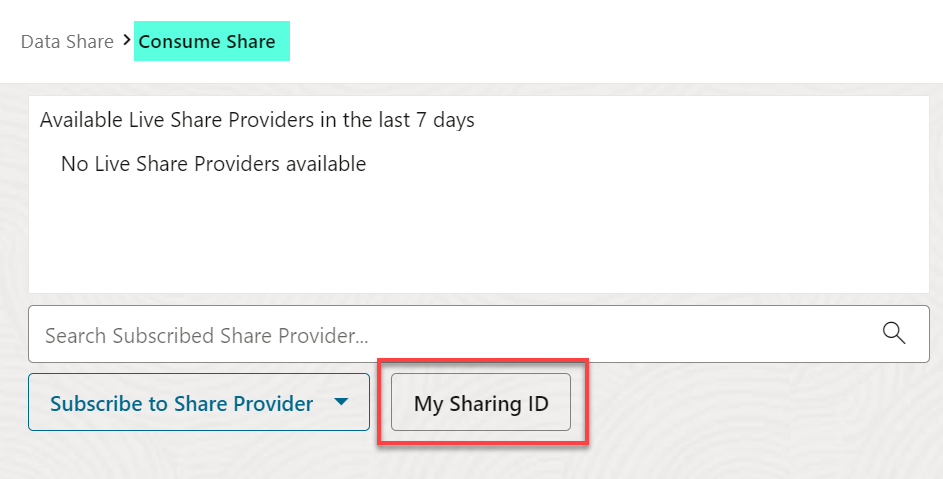 Data Share > Consume Share
Available Live Share Providers in the last 7 days
No Live Share Providers available
Search Subscribed Share Provider...
Subscribe to Share Provider
My Sharing ID